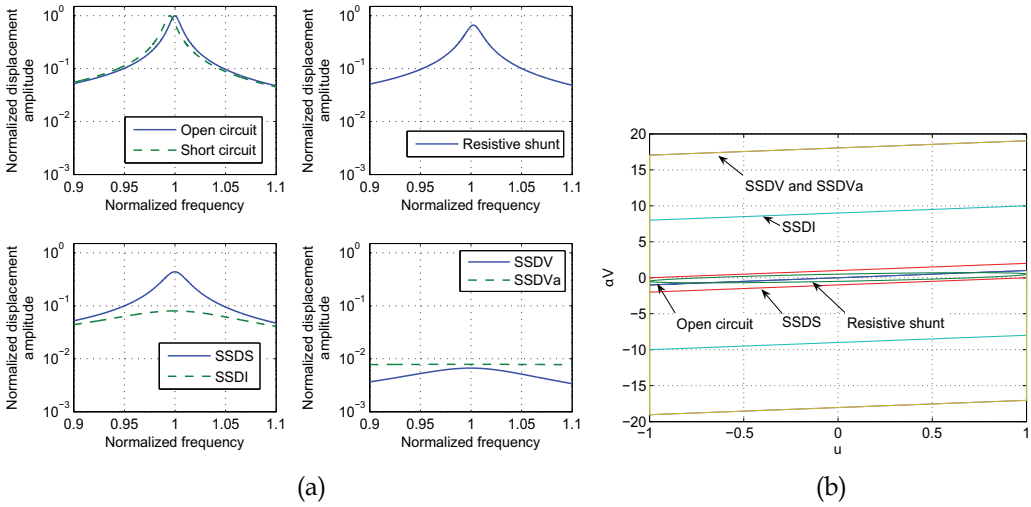 Normalized displacement
amplitude
10^0
10^-1
10^-2
10^-3
Open circuit
Short circuit
0.9 0.95 1 1.05 1.1
Normalized frequency
Normalized displacement
amplitude
10^0
10^-1
10^-2
10^-3
Resistive shunt
0.9 0.95 1 1.05 1.1
Normalized frequency
Normalized displacement
amplitude
10^0
10^-1
10^-2
10^-3
SSDS
SSDI
0.9 0.95 1 1.05 1.1
Normalized frequency
Normalized displacement
amplitude
10^0
10^-1
10^-2
10^-3
SSDV
SSDVa
0.9 0.95 1 1.05 1.1
Normalized frequency
(a)
αV
20
15
10
5
0
−5
−10
−15
−20
SSDV and SSDVa
SSDI
Open circuit
SSDS
Resistive shunt
−1 −0.5 0 0.5 1
u
(b)